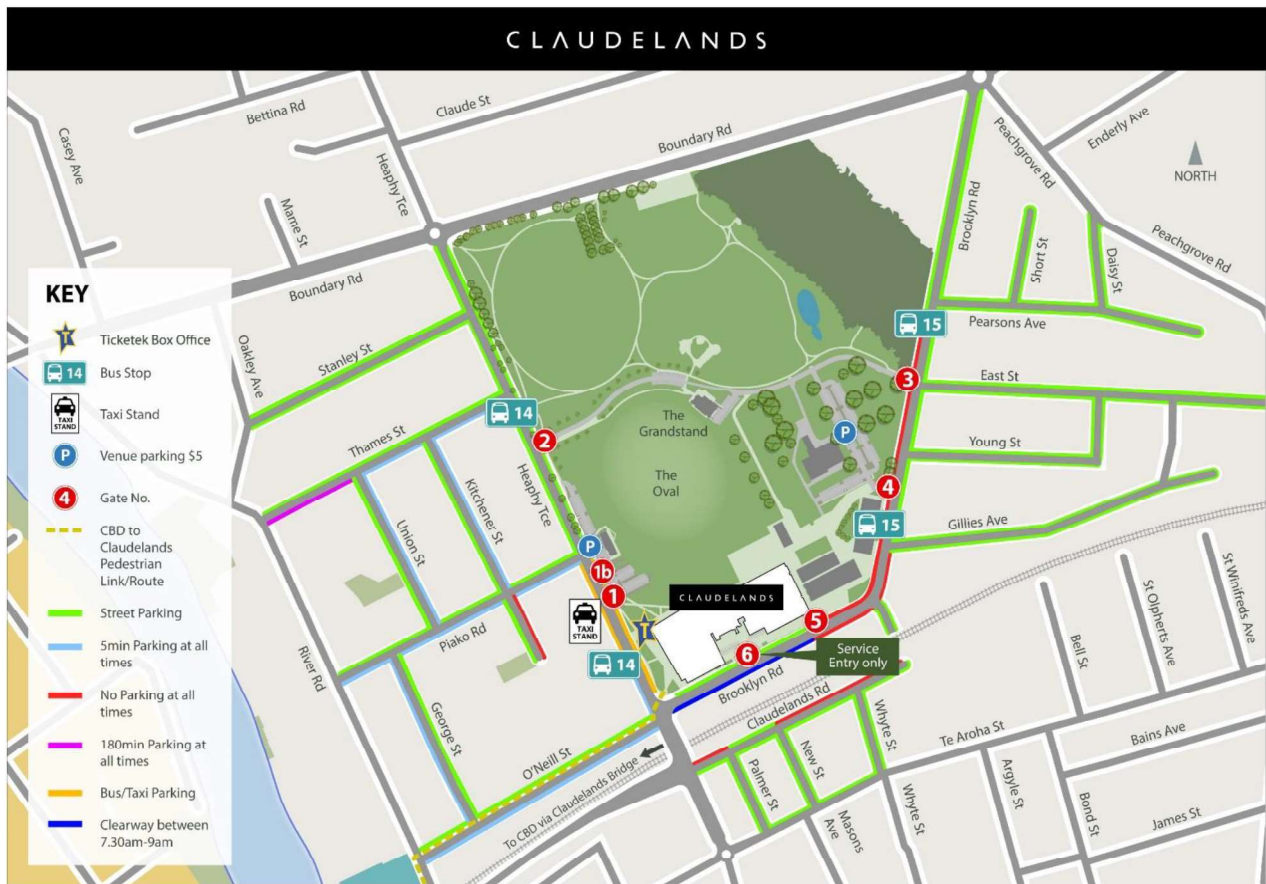 CLAUDELANDS
Bettina Rd
Claude St
Casey Ave
Heaphy Tce
Boundary Rd
Peachgrove Rd
Enderly Ave
NORTH
Mame St
Brooklyn Rd
Short St
Daisy St
Peachgrove Rd
Boundary Rd
KEY
Ticketek Box Office
14
Bus Stop
TAXI
STAND
Taxi Stand
P
Venue parking $5
4
Gate No.
CBD to
Claudelands
Pedestrian
Link/Route
Street Parking
5min Parking at all
times
No Parking at all
times
180min Parking at
all times
Bus/Taxi Parking
Clearway between
7.30am-9am
Oakley Ave
Stanley St
15
Pearsons Ave
3
East St
14
2
The
Grandstand
P
Young St
Thames St
The
Oval
4
Heaphy Tce
Kitchener St
15
Gillies Ave
Union St
P
1b
1
CLAUDELANDS
St Winifreds Ave
St Olpherts Ave
TAXI
STAND
T
5
Piako Rd
14
6
Service
Entry only
Bell St
River Rd
Brooklyn Rd
Claudelands Rd
George St
Whyte St
Te Aroha St
O'Neill St
New St
Bains Ave
To CBD via Claudelands Bridge
Palmer St
Argyle St
Masons
Ave
Whyte St
Bond St
James St